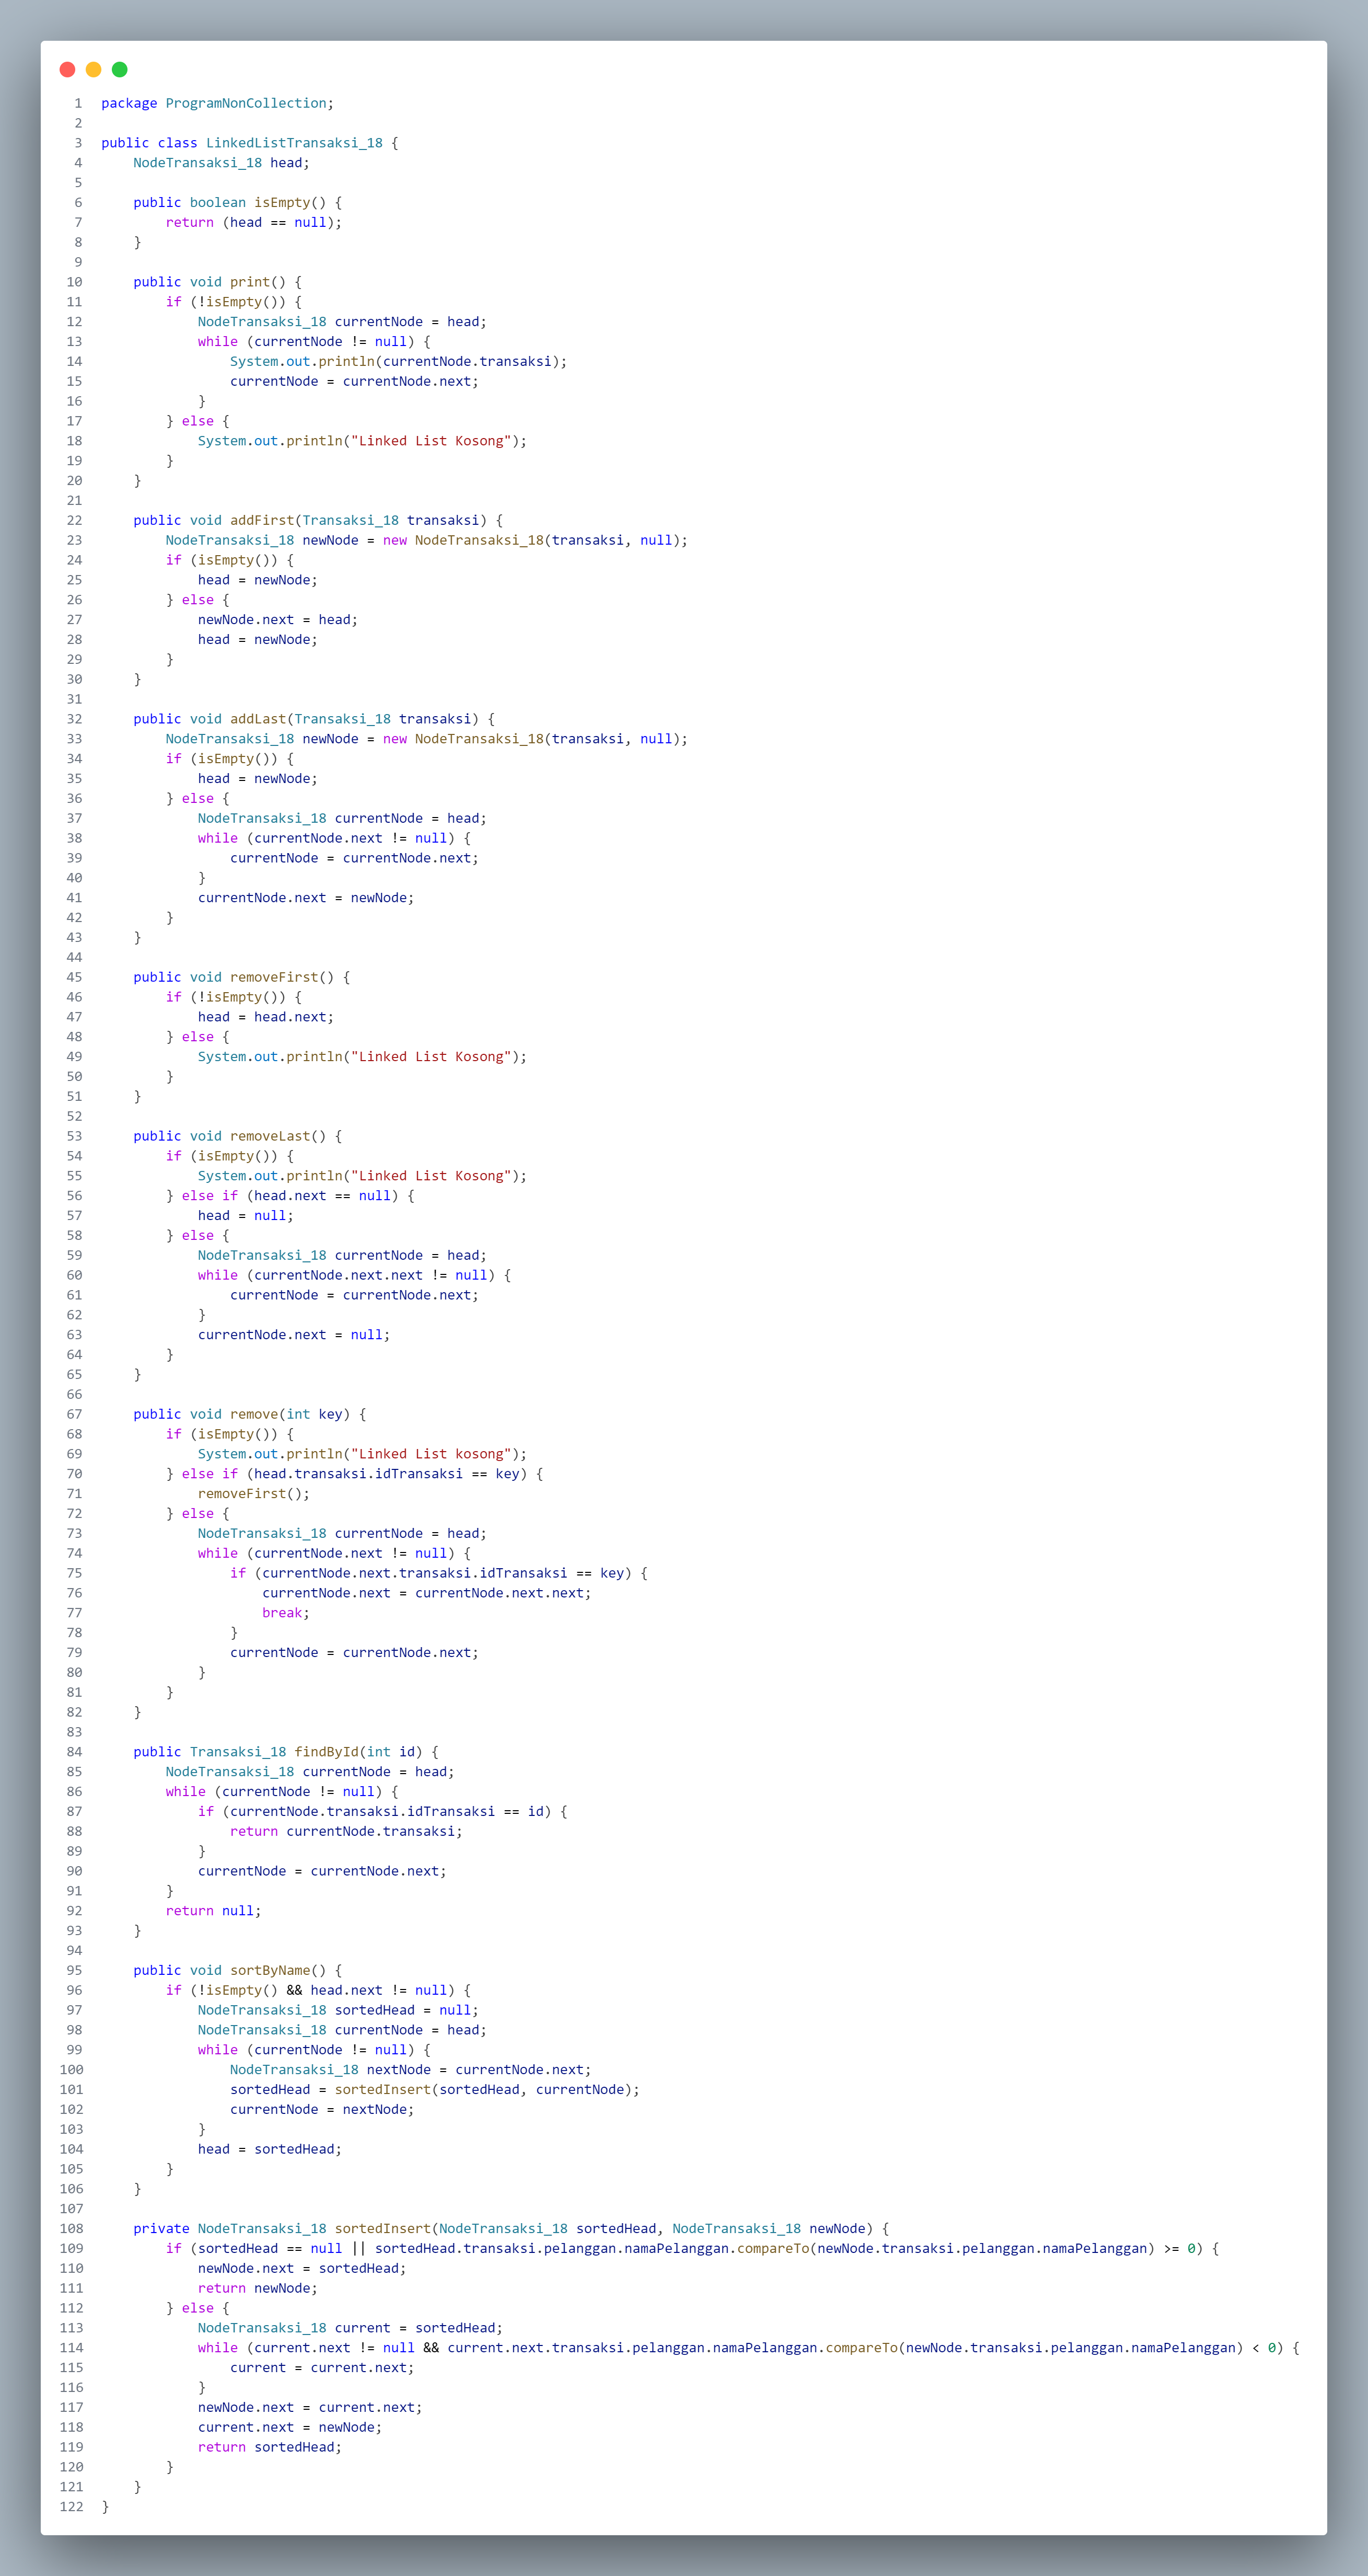 1 package ProgramNonCollection;
2
3 public class LinkedListTransaksi_18 {
4     NodeTransaksi_18 head;
5
6     public boolean isEmpty() {
7         return (head == null);
8     }
9
10     public void print() {
11         if (!isEmpty()) {
12             NodeTransaksi_18 currentNode = head;
13             while (currentNode != null) {
14                 System.out.println(currentNode.transaksi);
15                 currentNode = currentNode.next;
16             }
17         } else {
18             System.out.println("Linked List Kosong");
19         }
20     }
21
22     public void addFirst(Transaksi_18 transaksi) {
23         NodeTransaksi_18 newNode = new NodeTransaksi_18(transaksi, null);
24         if (isEmpty()) {
25             head = newNode;
26         } else {
27             newNode.next = head;
28             head = newNode;
29         }
30     }
31
32     public void addLast(Transaksi_18 transaksi) {
33         NodeTransaksi_18 newNode = new NodeTransaksi_18(transaksi, null);
34         if (isEmpty()) {
35             head = newNode;
36         } else {
37             NodeTransaksi_18 currentNode = head;
38             while (currentNode.next != null) {
39                 currentNode = currentNode.next;
40             }
41             currentNode.next = newNode;
42         }
43     }
44
45     public void removeFirst() {
46         if (!isEmpty()) {
47             head = head.next;
48         } else {
49             System.out.println("Linked List Kosong");
50         }
51     }
52
53     public void removeLast() {
54         if (isEmpty()) {
55             System.out.println("Linked List Kosong");
56         } else if (head.next == null) {
57             head = null;
58         } else {
59             NodeTransaksi_18 currentNode = head;
60             while (currentNode.next.next != null) {
61                 currentNode = currentNode.next;
62             }
63             currentNode.next = null;
64         }
65     }
66
67     public void remove(int key) {
68         if (isEmpty()) {
69             System.out.println("Linked List kosong");
70         } else if (head.transaksi.idTransaksi == key) {
71             removeFirst();
72         } else {
73             NodeTransaksi_18 currentNode = head;
74             while (currentNode.next != null) {
75                 if (currentNode.next.transaksi.idTransaksi == key) {
76                     currentNode.next = currentNode.next.next;
77                     break;
78                 }
79                 currentNode = currentNode.next;
80             }
81         }
82     }
83
84     public Transaksi_18 findById(int id) {
85         NodeTransaksi_18 currentNode = head;
86         while (currentNode != null) {
87             if (currentNode.transaksi.idTransaksi == id) {
88                 return currentNode.transaksi;
89             }
90             currentNode = currentNode.next;
91         }
92         return null;
93     }
94
95     public void sortByName() {
96         if (!isEmpty() && head.next != null) {
97             NodeTransaksi_18 sortedHead = null;
98             NodeTransaksi_18 currentNode = head;
99             while (currentNode != null) {
100                 NodeTransaksi_18 nextNode = currentNode.next;
101                 sortedHead = sortedInsert(sortedHead, currentNode);
102                 currentNode = nextNode;
103             }
104             head = sortedHead;
105         }
106     }
107
108     private NodeTransaksi_18 sortedInsert(NodeTransaksi_18 sortedHead, NodeTransaksi_18 newNode) {
109         if (sortedHead == null || sortedHead.transaksi.pelanggan.namaPelanggan.compareTo(newNode.transaksi.pelanggan.namaPelanggan) >= 0) {
110             newNode.next = sortedHead;
111             return newNode;
112         } else {
113             NodeTransaksi_18 current = sortedHead;
114             while (current.next != null && current.next.transaksi.pelanggan.namaPelanggan.compareTo(newNode.transaksi.pelanggan.namaPelanggan) < 0) {
115                 current = current.next;
116             }
117             newNode.next = current.next;
118             current.next = newNode;
119             return sortedHead;
120         }
121     }
122 }